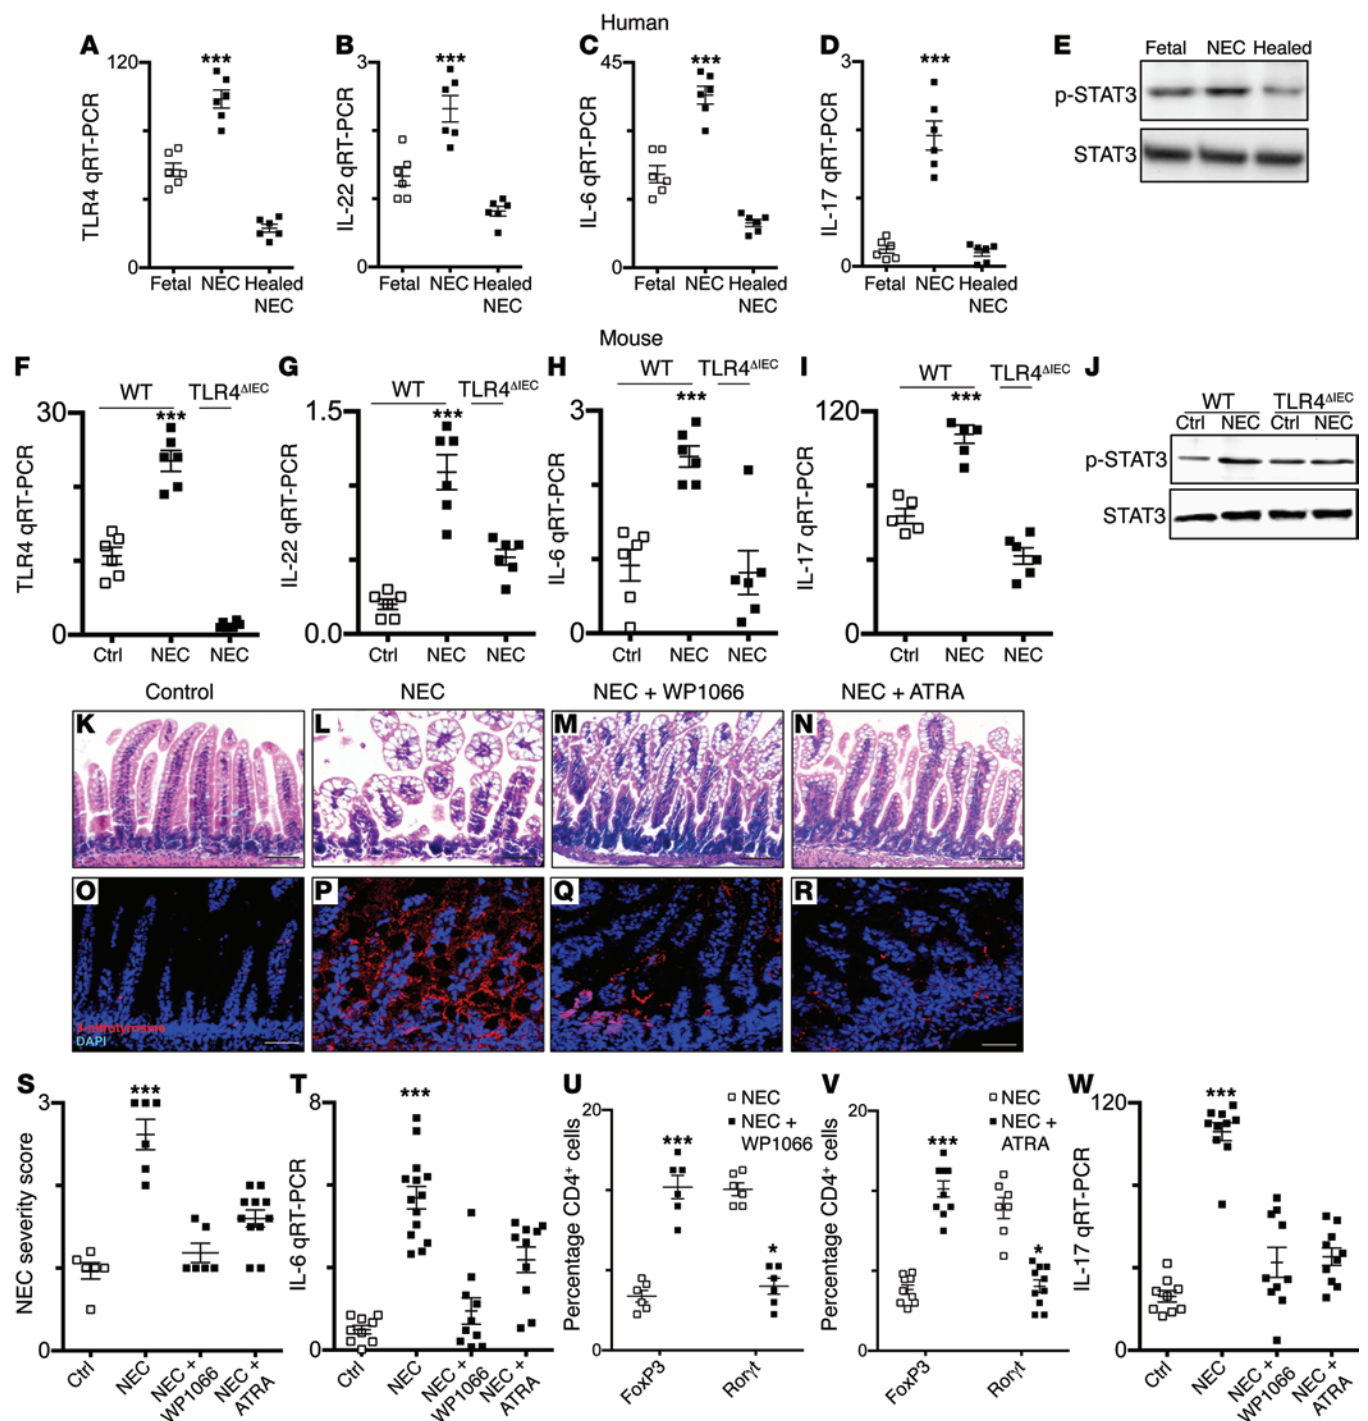 Human
A
TLR4 qRT-PCR
120
0
***
Fetal
NEC
Healed
NEC
B
IL-22 qRT-PCR
3
0
***
Fetal
NEC
Healed
NEC
C
IL-6 qRT-PCR
45
0
***
Fetal
NEC
Healed
NEC
D
IL-17 qRT-PCR
3
0
***
Fetal
NEC
Healed
NEC
E
Fetal NEC Healed
p-STAT3
STAT3
Mouse
F
TLR4 qRT-PCR
30
0
WT
TLR4ΔIEC
***
Ctrl
NEC
NEC
G
IL-22 qRT-PCR
1.5
0.0
WT
TLR4ΔIEC
***
Ctrl
NEC
NEC
H
IL-6 qRT-PCR
3
0
WT
TLR4ΔIEC
***
Ctrl
NEC
NEC
I
IL-17 qRT-PCR
120
0
WT
TLR4ΔIEC
***
Ctrl
NEC
NEC
J
WT
TLR4ΔIEC
Ctrl NEC Ctrl NEC
p-STAT3
STAT3
Control
NEC
NEC + WP1066
NEC + ATRA
K
L
M
N
O
3-nitrotyrosine
DAPI
P
Q
R
S
NEC severity score
3
0
***
Ctrl
NEC
NEC +
WP1066
NEC +
ATRA
T
IL-6 qRT-PCR
8
0
***
Ctrl
NEC
NEC +
WP1066
NEC +
ATRA
U
Percentage CD4+ cells
20
0
NEC
NEC +
WP1066
***
*
FoxP3
Rorγt
V
Percentage CD4+ cells
20
0
NEC
NEC +
ATRA
***
*
FoxP3
Rorγt
W
IL-17 qRT-PCR
120
0
***
Ctrl
NEC
NEC +
WP1066
NEC +
ATRA